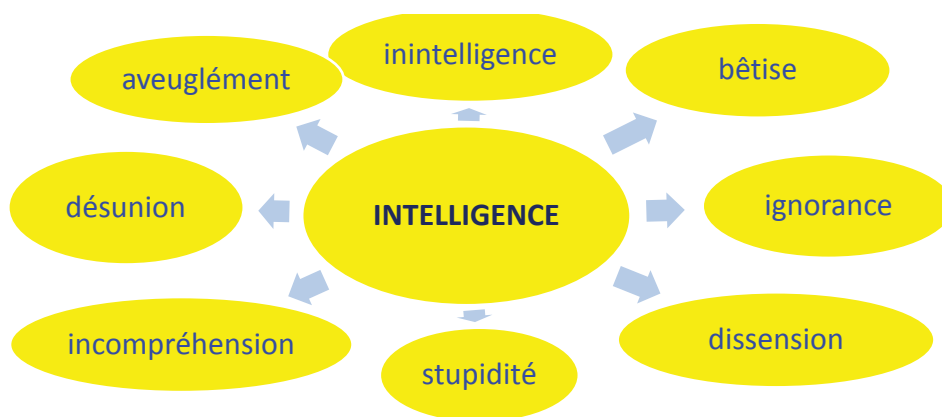 inintelligence
aveuglément
bêtise
désunion
INTELLIGENCE
ignorance
incompréhension
dissension
stupidité